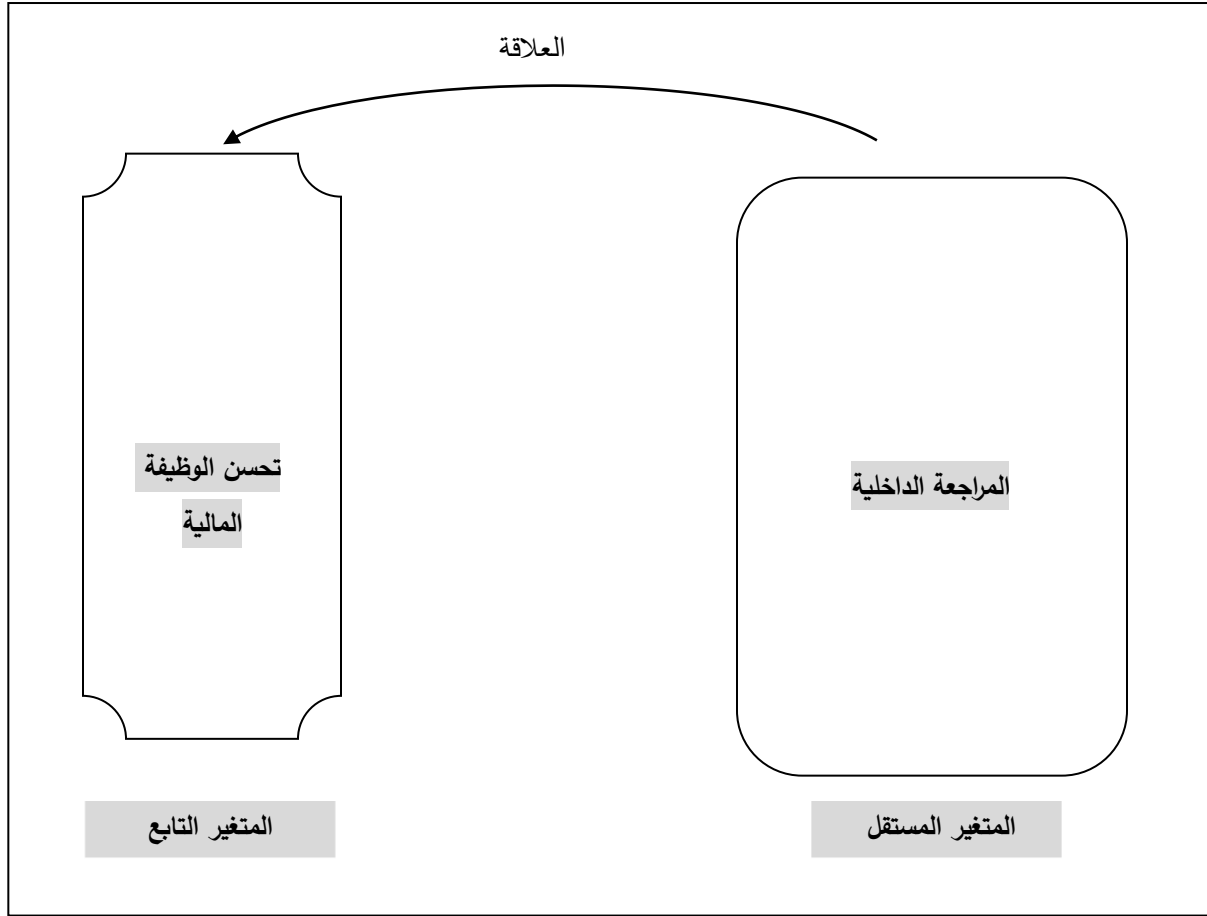 العلاقة
المراجعة الداخلية
تحسن الوظيفة
المالية
المتغير المستقل
المتغير التابع